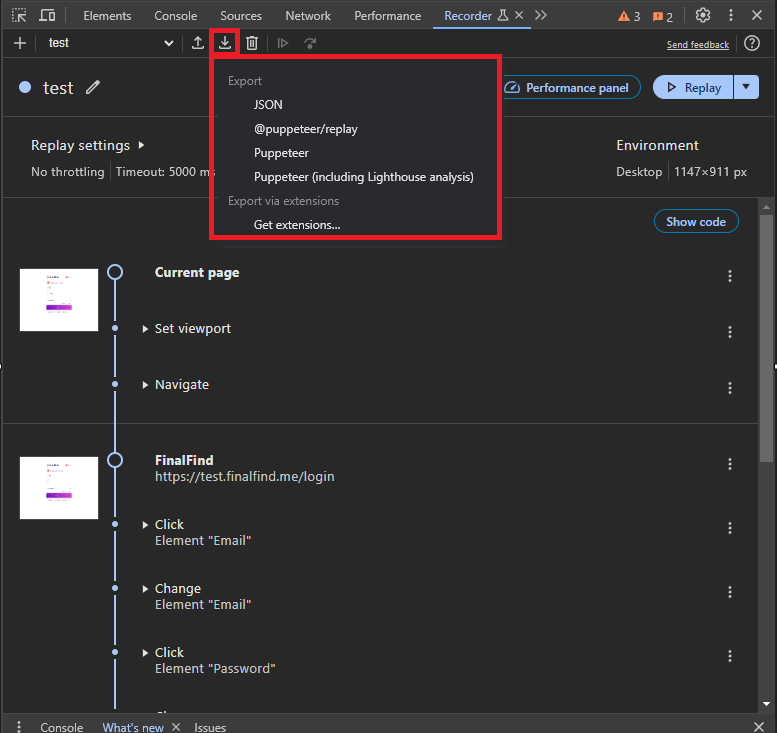 Elements Console Sources Network Performance Recorder 3 2
test Send feedback
test Performance panel Replay
Export
JSON
@puppeteer/replay
Puppeteer
Puppeteer (including Lighthouse analysis)
Export via extensions
Get extensions...
Replay settings Environment
No throttling Timeout: 5000 ms Desktop 1147×911 px
Show code
Current page
Set viewport
Navigate
FinalFind
https://test.finalfind.me/login
Click
Element "Email"
Change
Element "Email"
Click
Element "Password"
Console What's new Issues